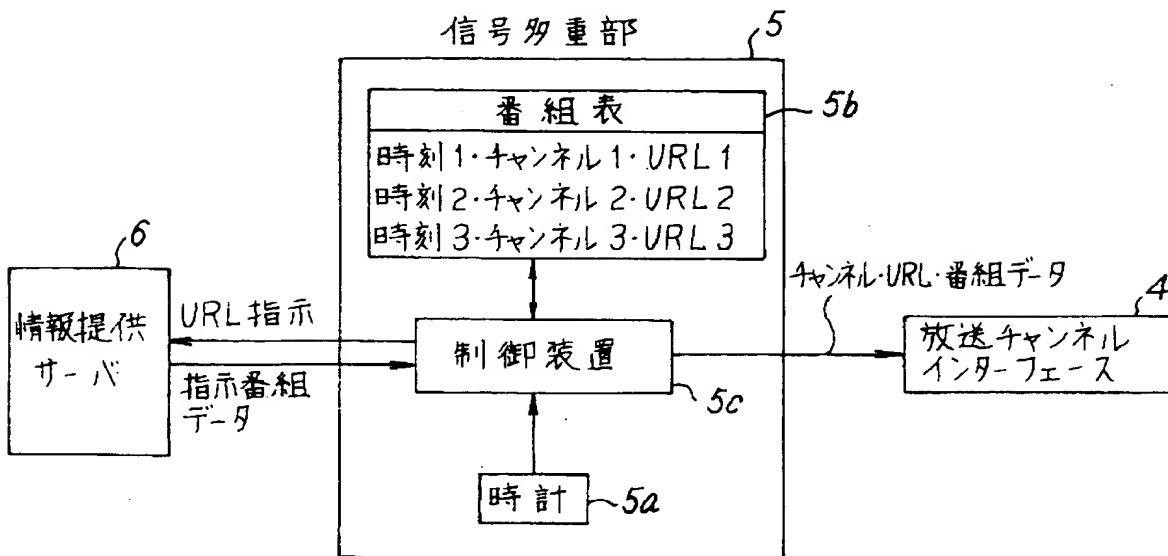 信号多重部
5
番組表
5b
時刻1・チャンネル1・URL1
時刻2・チャンネル2・URL2
時刻3・チャンネル3・URL3
6
情報提供
サーバ
URL指示
指示番組
データ
制御装置
5c
チャンネル・URL・番組データ
4
放送チャンネル
インターフェース
時計
5a